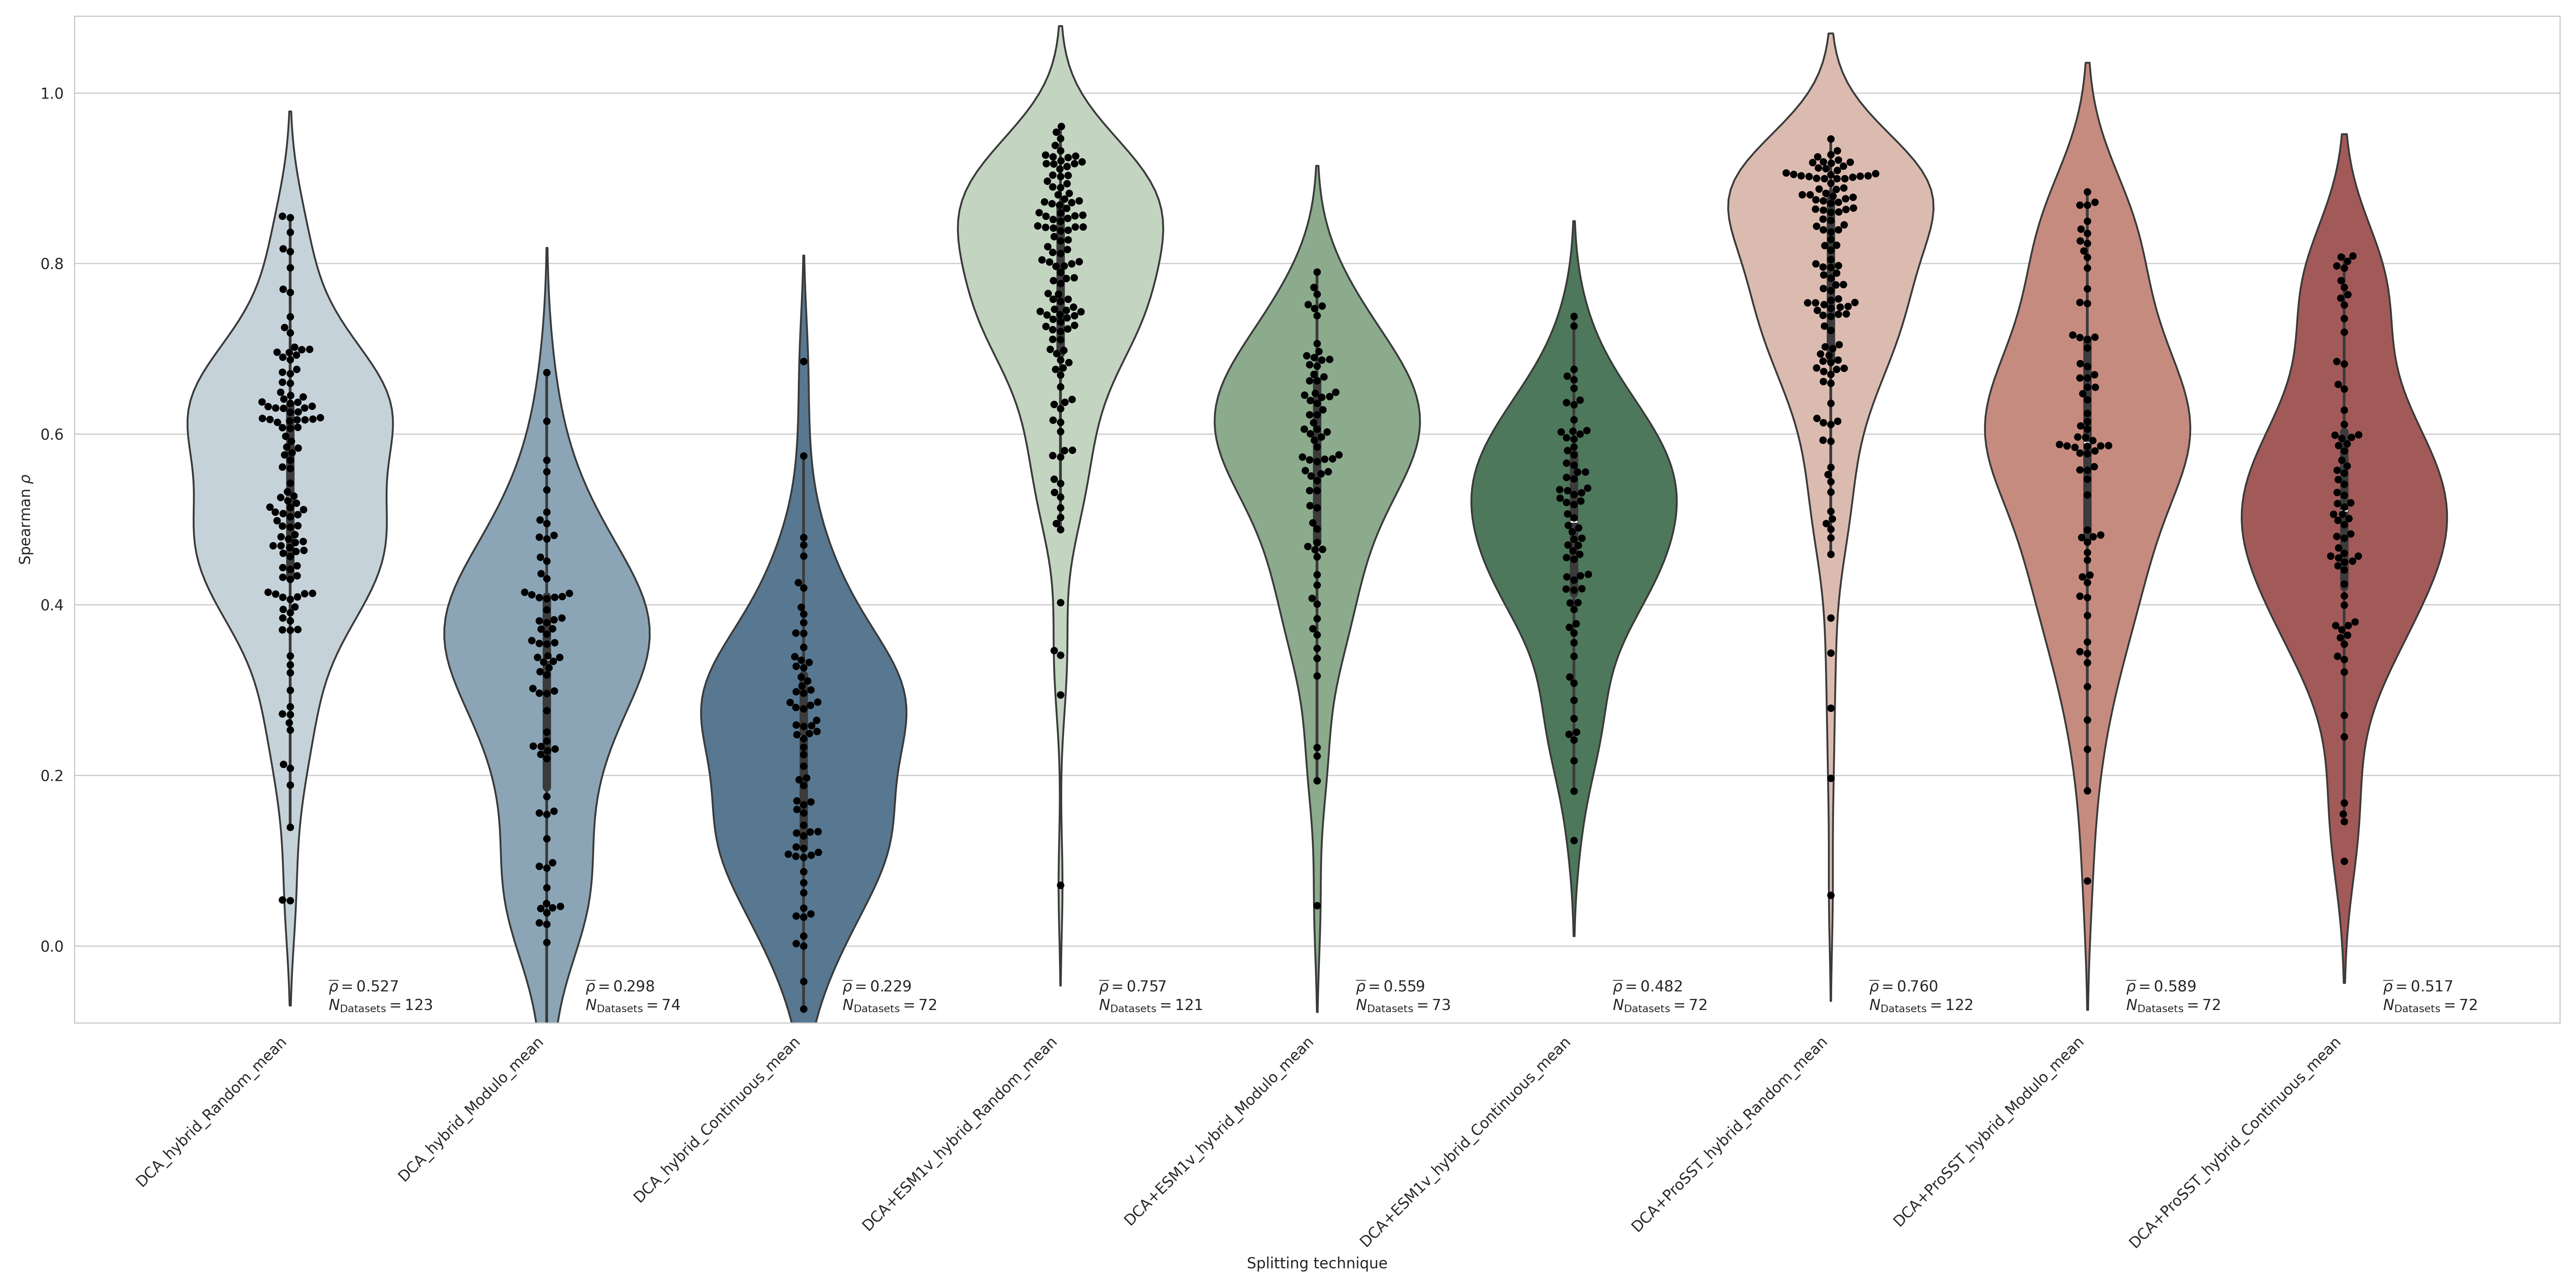 1.0
0.8
0.6
0.4
0.2
0.0
Spearman ρ
ρ̅ = 0.527
N_Datasets = 123
ρ̅ = 0.298
N_Datasets = 74
ρ̅ = 0.229
N_Datasets = 72
ρ̅ = 0.757
N_Datasets = 121
ρ̅ = 0.559
N_Datasets = 73
ρ̅ = 0.482
N_Datasets = 72
ρ̅ = 0.760
N_Datasets = 122
ρ̅ = 0.589
N_Datasets = 72
ρ̅ = 0.517
N_Datasets = 72
DCA_hybrid_Random_mean
DCA_hybrid_Modulo_mean
DCA_hybrid_Continuous_mean
DCA+ESM1v_hybrid_Random_mean
DCA+ESM1v_hybrid_Modulo_mean
DCA+ESM1v_hybrid_Continuous_mean
DCA+ProSST_hybrid_Random_mean
DCA+ProSST_hybrid_Modulo_mean
DCA+ProSST_hybrid_Continuous_mean
Splitting technique